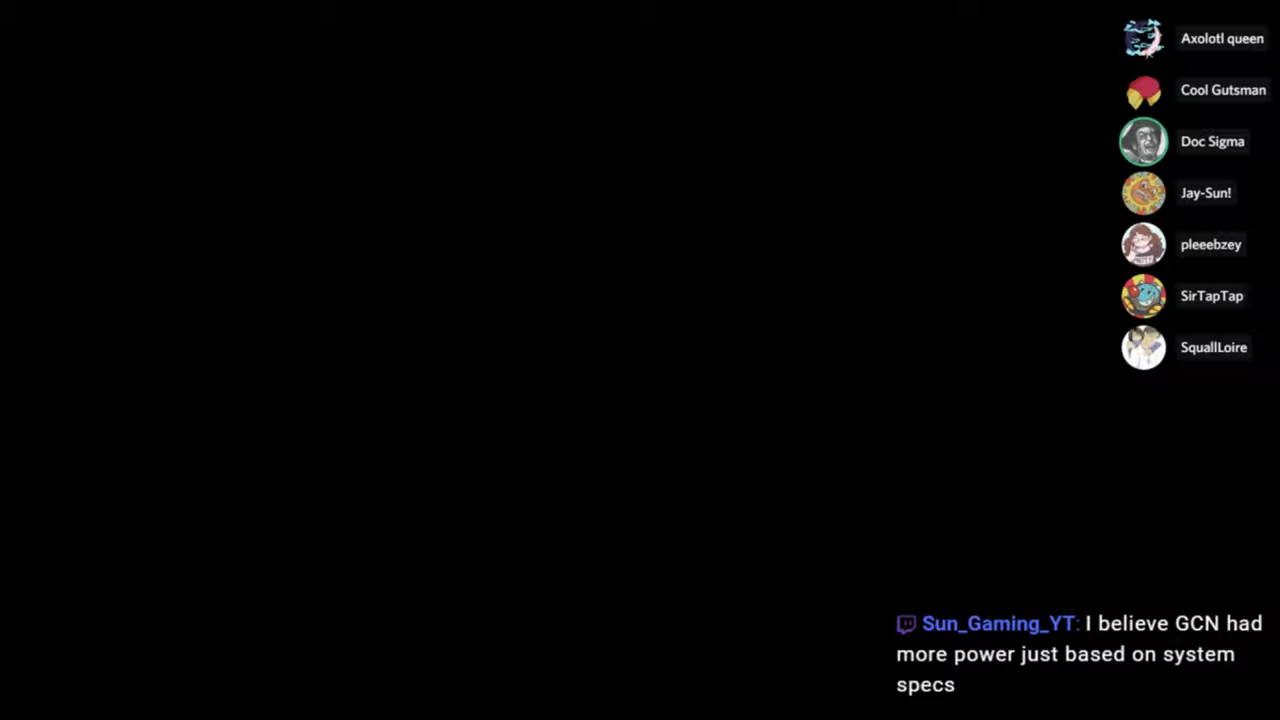 Axolotl queen
Cool Gutsman
Doc Sigma
Jay-Sun!
pleeebzey
SirTapTap
SquallLoire
Sun_Gaming_YT: I believe GCN had
more power just based on system
specs